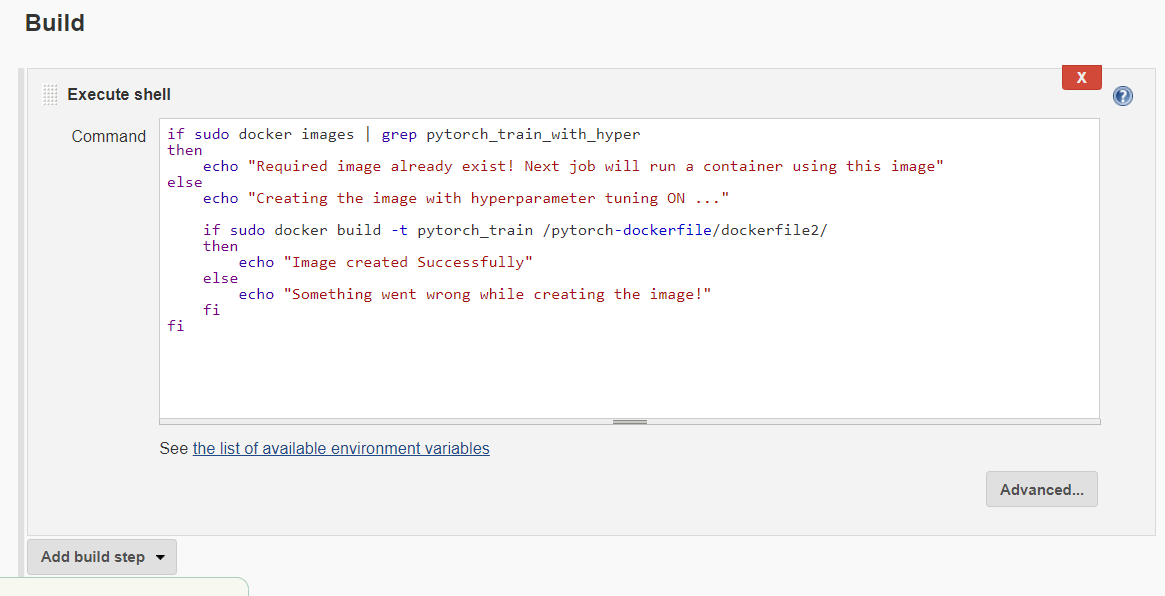 Build
Execute shell
X
Command
if sudo docker images | grep pytorch_train_with_hyper
then
    echo "Required image already exist! Next job will run a container using this image"
else
    echo "Creating the image with hyperparameter tuning ON ..."
    if sudo docker build -t pytorch_train /pytorch-dockerfile/dockerfile2/
    then
        echo "Image created Successfully"
    else
        echo "Something went wrong while creating the image!"
    fi
fi
See the list of available environment variables
Advanced...
Add build step